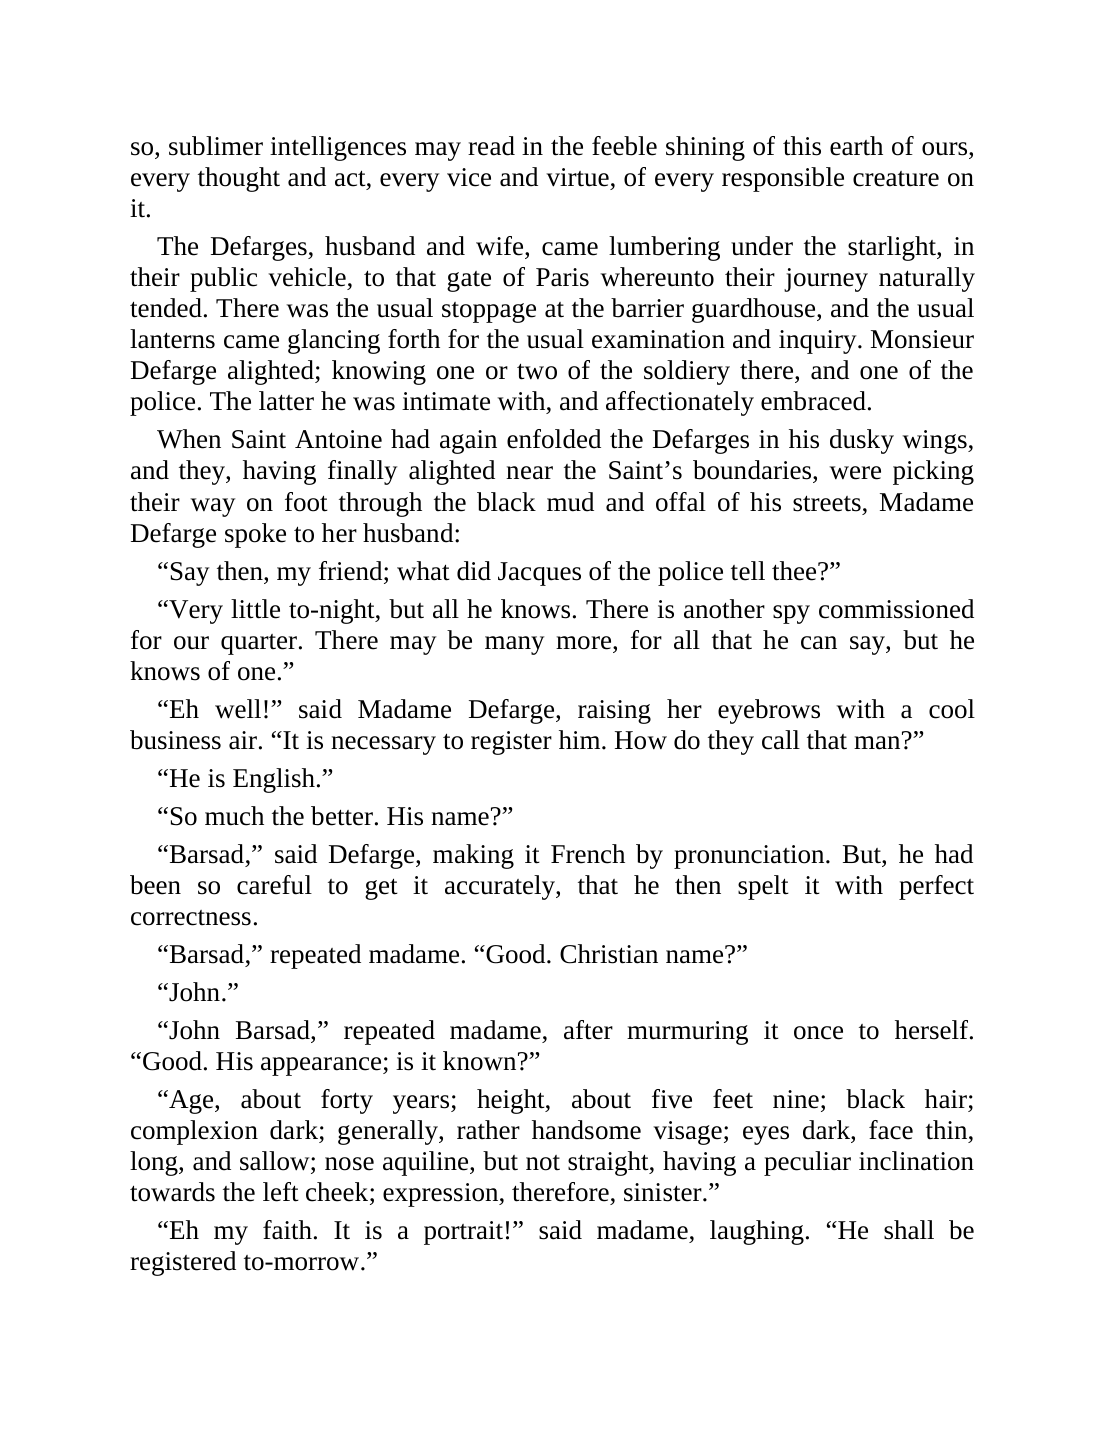 so, sublimer intelligences may read in the feeble shining of this earth of ours,
every thought and act, every vice and virtue, of every responsible creature on
it.
The Defarges, husband and wife, came lumbering under the starlight, in
their public vehicle, to that gate of Paris whereunto their journey naturally
tended. There was the usual stoppage at the barrier guardhouse, and the usual
lanterns came glancing forth for the usual examination and inquiry. Monsieur
Defarge alighted; knowing one or two of the soldiery there, and one of the
police. The latter he was intimate with, and affectionately embraced.
When Saint Antoine had again enfolded the Defarges in his dusky wings,
and they, having finally alighted near the Saint’s boundaries, were picking
their way on foot through the black mud and offal of his streets, Madame
Defarge spoke to her husband:
“Say then, my friend; what did Jacques of the police tell thee?”
“Very little to-night, but all he knows. There is another spy commissioned
for our quarter. There may be many more, for all that he can say, but he
knows of one.”
“Eh well!” said Madame Defarge, raising her eyebrows with a cool
business air. “It is necessary to register him. How do they call that man?”
“He is English.”
“So much the better. His name?”
“Barsad,” said Defarge, making it French by pronunciation. But, he had
been so careful to get it accurately, that he then spelt it with perfect
correctness.
“Barsad,” repeated madame. “Good. Christian name?”
“John.”
“John Barsad,” repeated madame, after murmuring it once to herself.
“Good. His appearance; is it known?”
“Age, about forty years; height, about five feet nine; black hair;
complexion dark; generally, rather handsome visage; eyes dark, face thin,
long, and sallow; nose aquiline, but not straight, having a peculiar inclination
towards the left cheek; expression, therefore, sinister.”
“Eh my faith. It is a portrait!” said madame, laughing. “He shall be
registered to-morrow.”